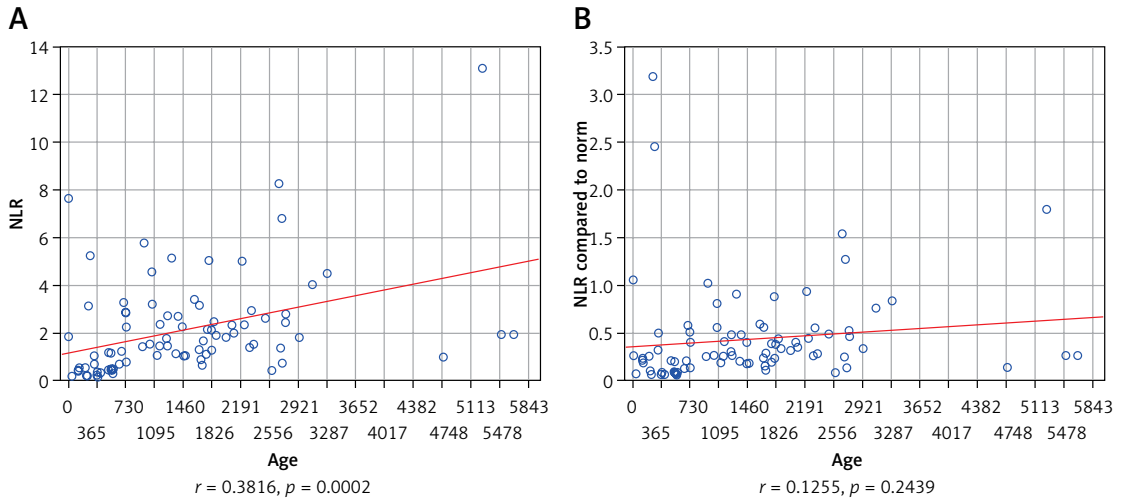 A
NLR
14
12
10
8
6
4
2
0
0 730 1460 2191 2921 3652 4382 5113 5843
365 1095 1826 2556 3287 4017 4748 5478
Age
r = 0.3816, p = 0.0002
B
NLR compared to norm
3.5
3.0
2.5
2.0
1.5
1.0
0.5
0
0 730 1460 2191 2921 3652 4382 5113 5843
365 1095 1826 2556 3287 4017 4748 5478
Age
r = 0.1255, p = 0.2439